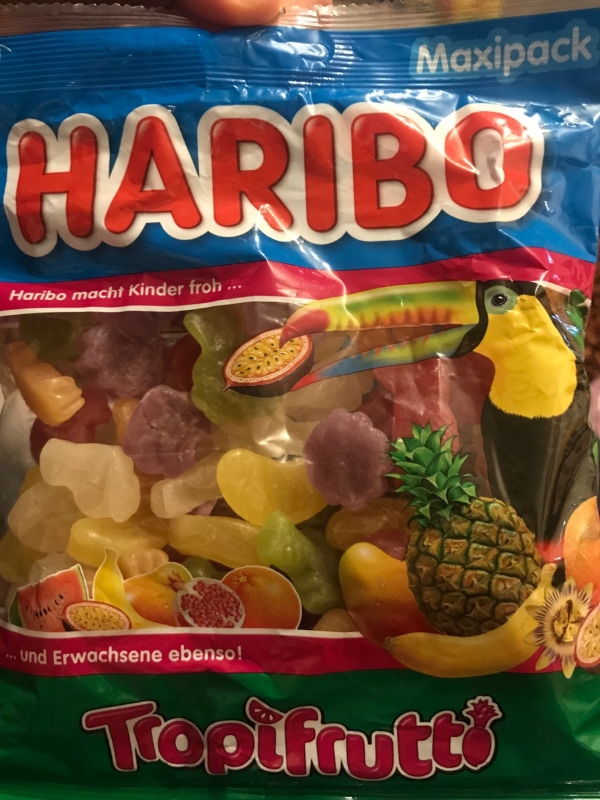 Maxipack
HARIBO
Haribo macht Kinder froh ...
... und Erwachsene ebenso!
Tropifrutti